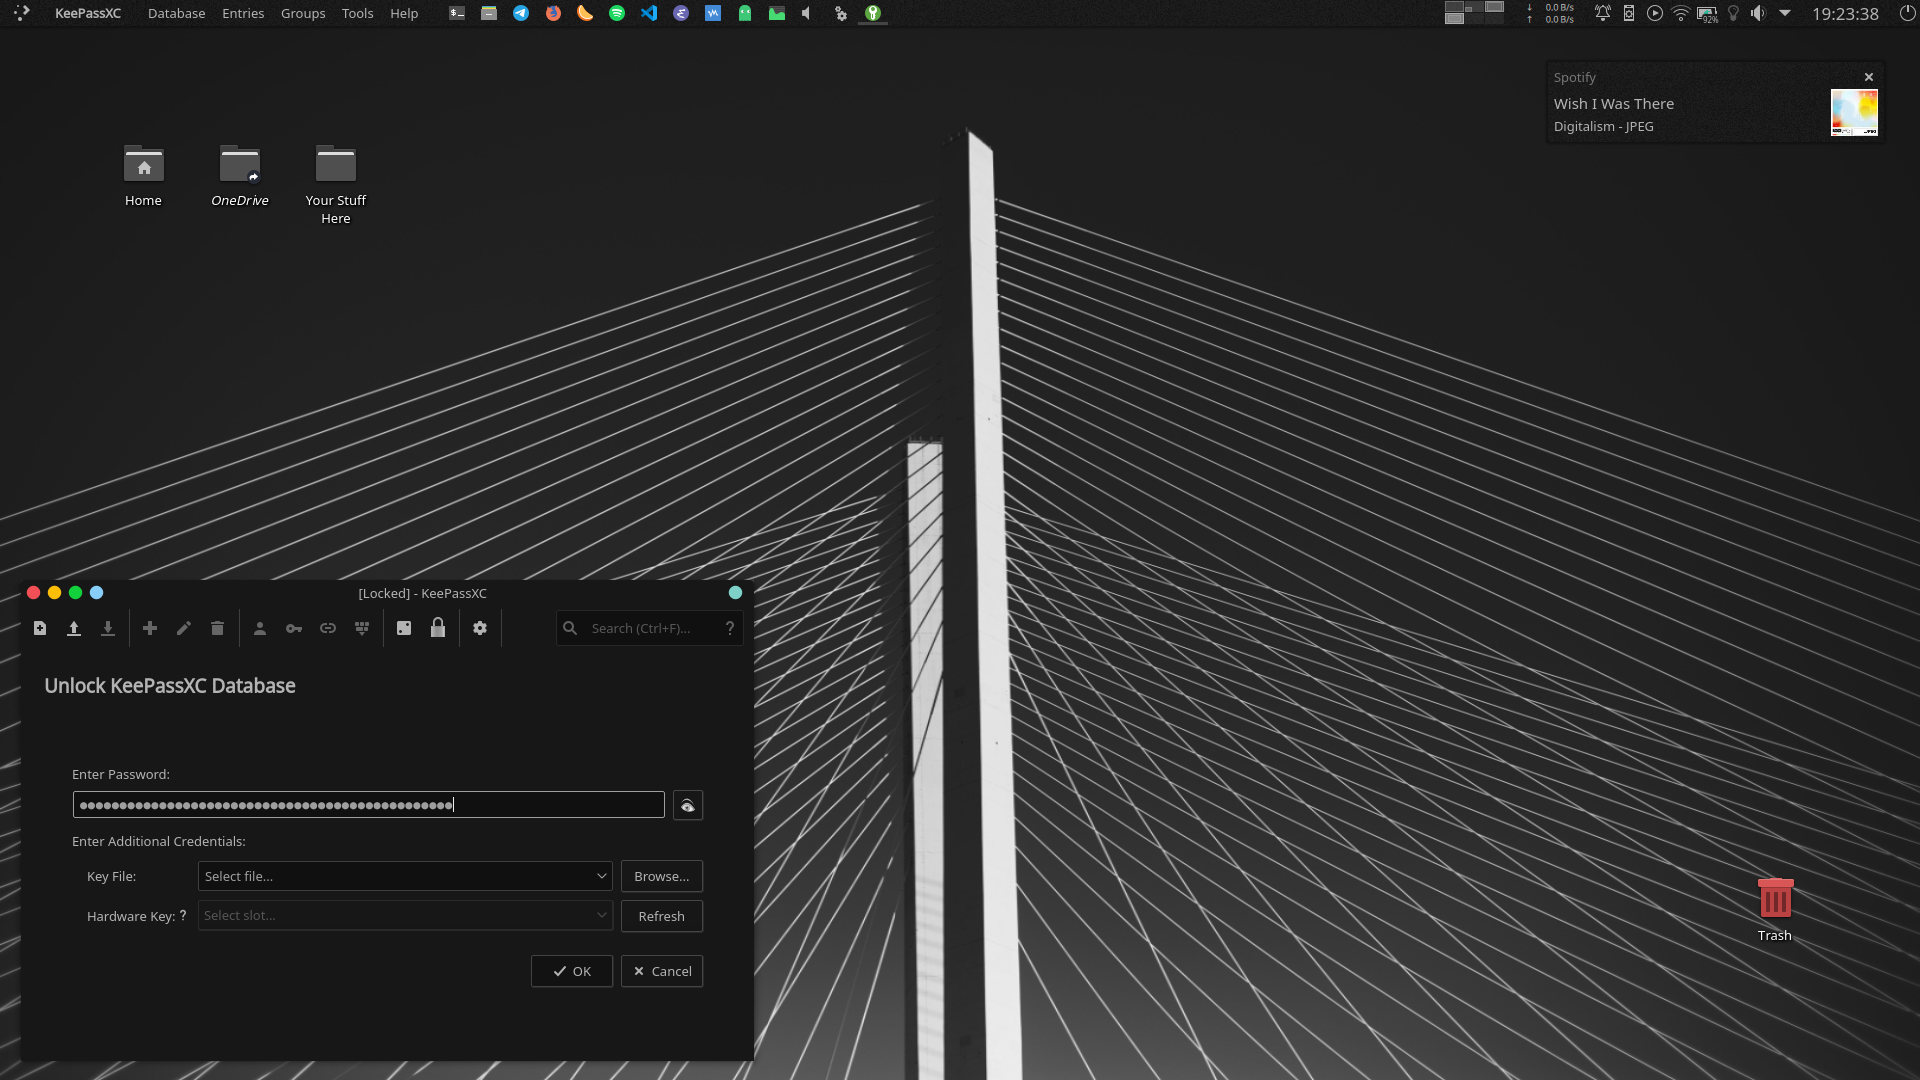 KeePassXC Database Entries Groups Tools Help
↓ 0.0 B/s
↑ 0.0 B/s
92%
19:23:38
Spotify
Wish I Was There
Digitalism - JPEG
Home
OneDrive
Your Stuff
Here
[Locked] - KeePassXC
Search (Ctrl+F)...
?
Unlock KeePassXC Database
Enter Password:
Enter Additional Credentials:
Key File:
Select file...
Browse...
Hardware Key: ?
Select slot...
Refresh
OK
Cancel
Trash